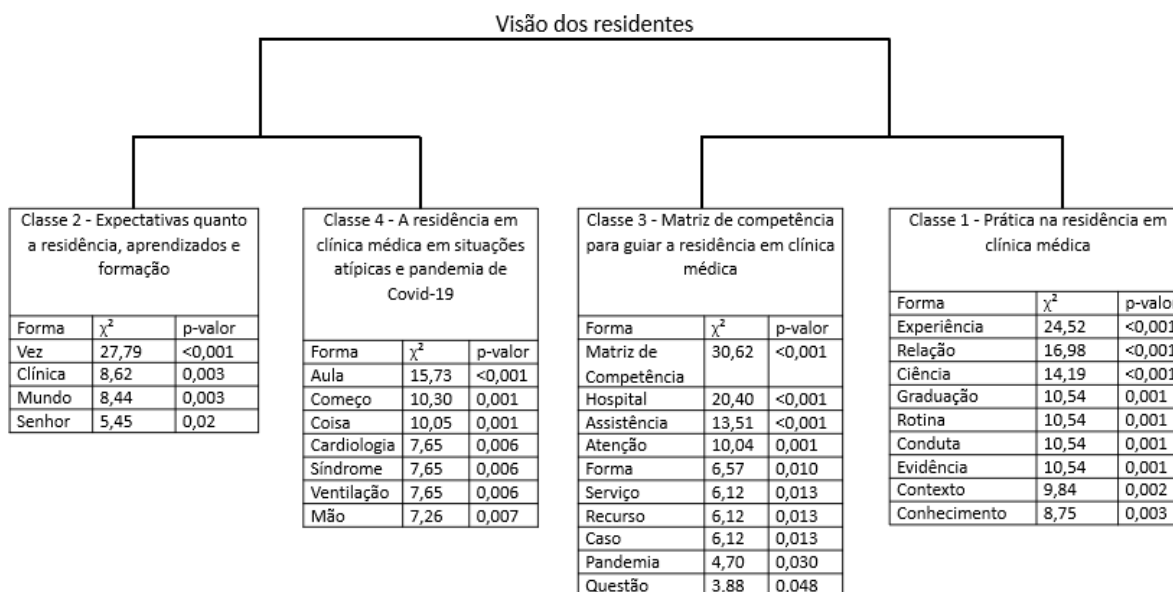 Visão dos residentes
Classe 2 - Expectativas quanto
a residência, aprendizados e
formação
Forma χ² p-valor
Vez 27,79 <0,001
Clínica 8,62 0,003
Mundo 8,44 0,003
Senhor 5,45 0,02
Classe 4 - A residência em
clínica médica em situações
atípicas e pandemia de
Covid-19
Forma χ² p-valor
Aula 15,73 <0,001
Começo 10,30 0,001
Coisa 10,05 0,001
Cardiologia 7,65 0,006
Síndrome 7,65 0,006
Ventilação 7,65 0,006
Mão 7,26 0,007
Classe 3 - Matriz de competência
para guiar a residência em clínica
médica
Forma χ² p-valor
Matriz de 30,62 <0,001
Competência
Hospital 20,40 <0,001
Assistência 13,51 <0,001
Atenção 10,04 0,001
Forma 6,57 0,010
Serviço 6,12 0,013
Recurso 6,12 0,013
Caso 6,12 0,013
Pandemia 4,70 0,030
Questão 3,88 0,048
Classe 1 - Prática na residência em
clínica médica
Forma χ² p-valor
Experiência 24,52 <0,001
Relação 16,98 <0,001
Ciência 14,19 <0,001
Graduação 10,54 0,001
Rotina 10,54 0,001
Conduta 10,54 0,001
Evidência 10,54 0,001
Contexto 9,84 0,002
Conhecimento 8,75 0,003